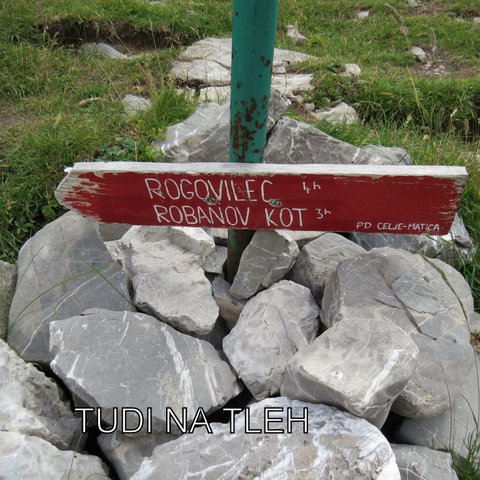 ROGOVILEC 4h
ROBANOV KOT 3h
PD CELJE-MATICA
TUDI NA TLEH